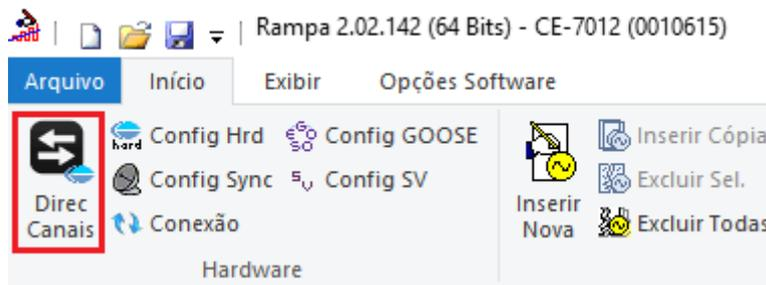 Rampa 2.02.142 (64 Bits) - CE-7012 (0010615)
Arquivo Início Exibir Opções Software
Direc
Canais
hard Config Hrd
Config Sync
Conexão
Config GOOSE
Config SV
Hardware
Inserir
Nova
Inserir Cópia
Excluir Sel.
Excluir Todas